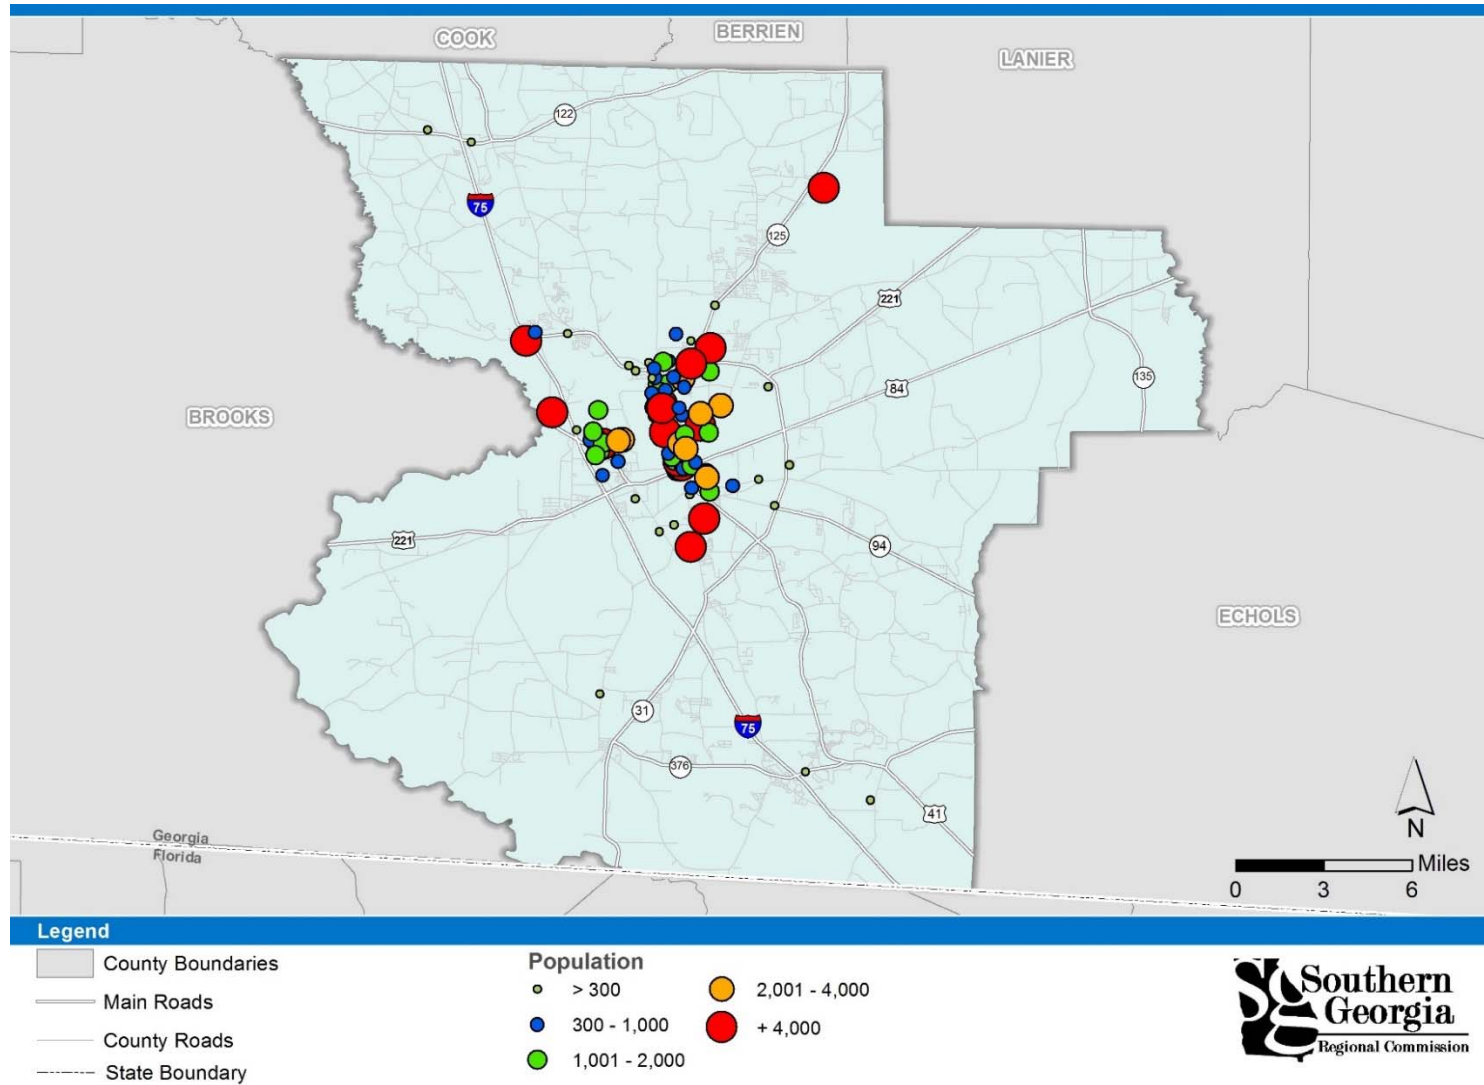 COOK
BERRIEN
LANIER
122
75
125
221
84
135
BROOKS
221
94
ECHOLS
31
75
376
41
Georgia
Florida
N
Miles
0 3 6
Legend
County Boundaries
Main Roads
County Roads
State Boundary
Population
> 300
300 - 1,000
1,001 - 2,000
2,001 - 4,000
+ 4,000
Sg
Southern
Georgia
Regional Commission